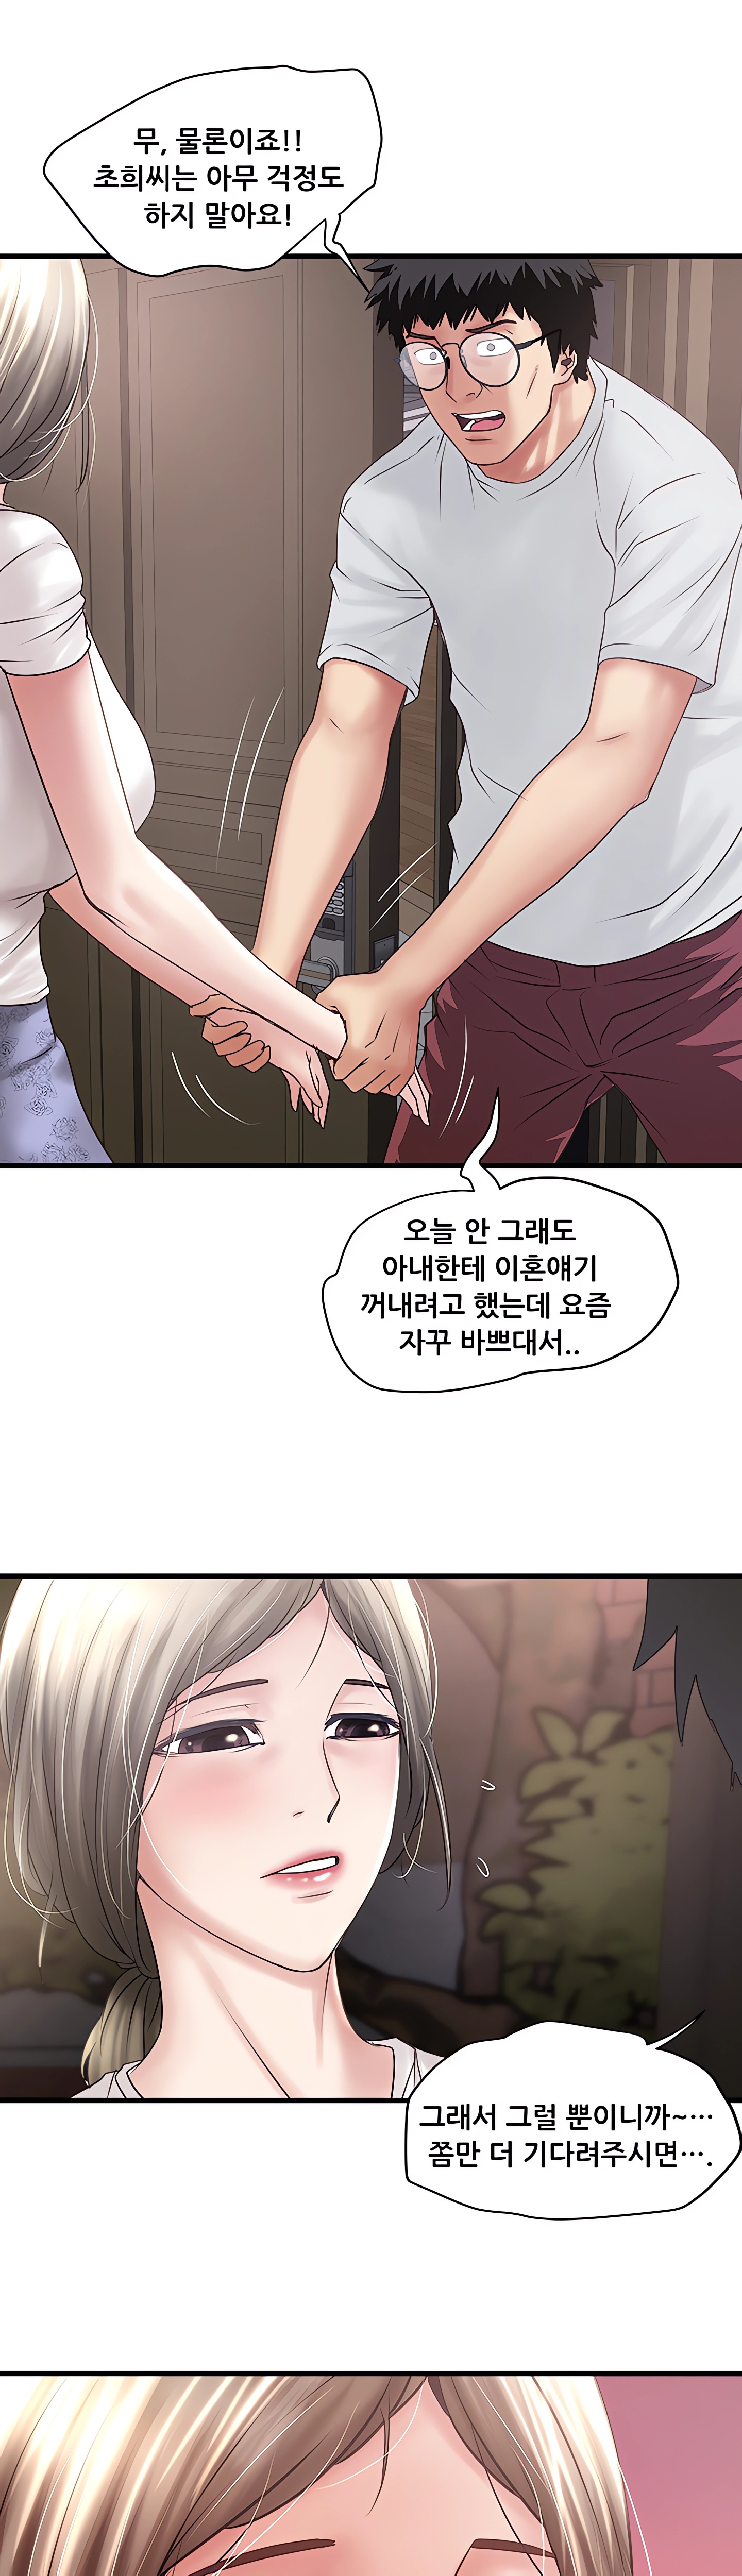 무, 물론이죠!!
초희씨는 아무 걱정도
하지 말아요!
오늘 안 그래도
아내한테 이혼얘기
꺼내려고 했는데 요즘
자꾸 바쁘대서..
그래서 그럴 뿐이니까~…
쫌만 더 기다려주시면….